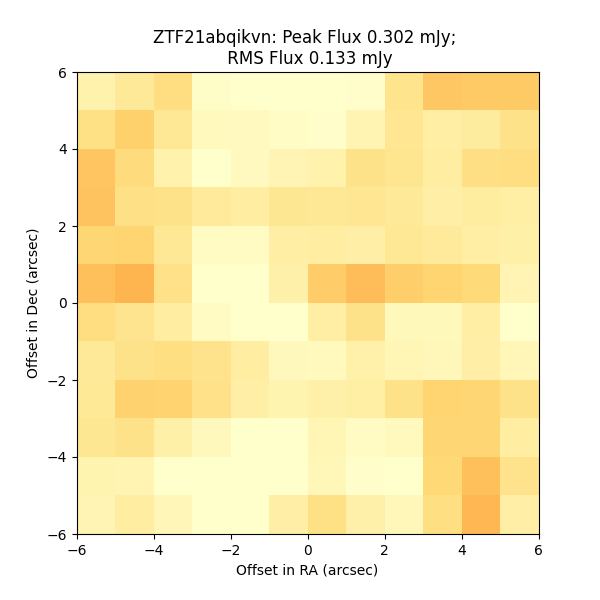 ZTF21abqikvn: Peak Flux 0.302 mJy;
RMS Flux 0.133 mJy
6
4
2
0
−2
−4
−6
Offset in Dec (arcsec)
−6 −4 −2 0 2 4 6
Offset in RA (arcsec)